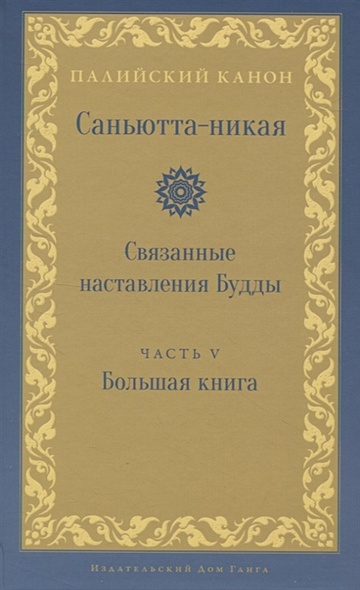 ПАЛИЙСКИЙ КАНОН
Саньютта-никая
Связанные
наставления Будды
ЧАСТЬ V
Большая книга
Издательский Дом Ганга